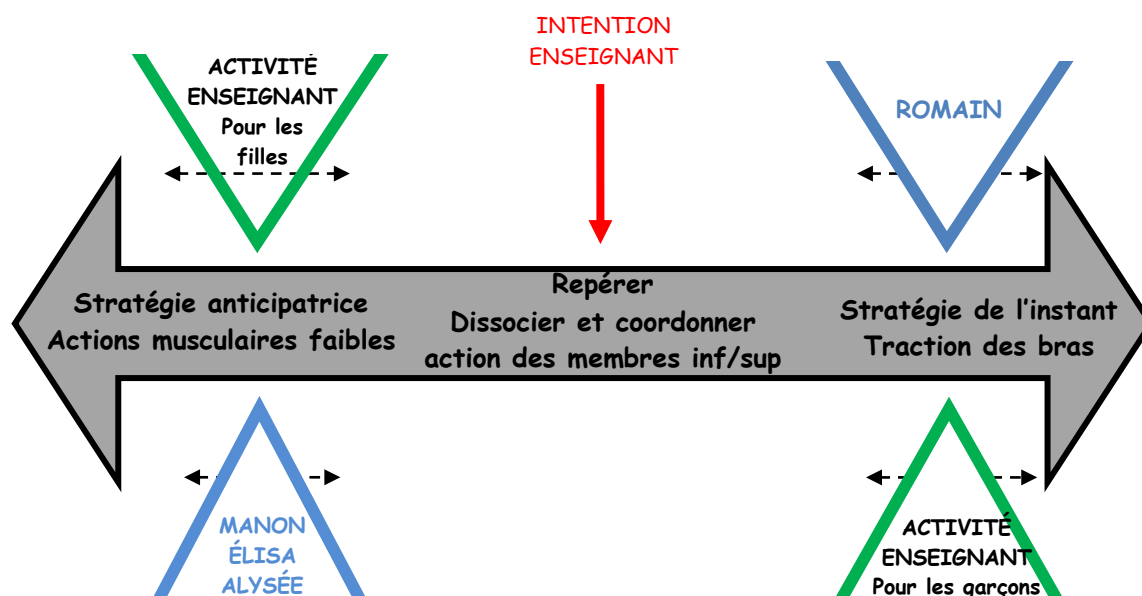 INTENTION
ENSEIGNANT
ACTIVITÉ
ENSEIGNANT
Pour les
filles
ROMAIN
Stratégie anticipatrice
Actions musculaires faibles
Repérer
Dissocier et coordonner
action des membres inf/sup
Stratégie de l'instant
Traction des bras
MANON
ÉLISA
ALYSÉE
ACTIVITÉ
ENSEIGNANT
Pour les garçons